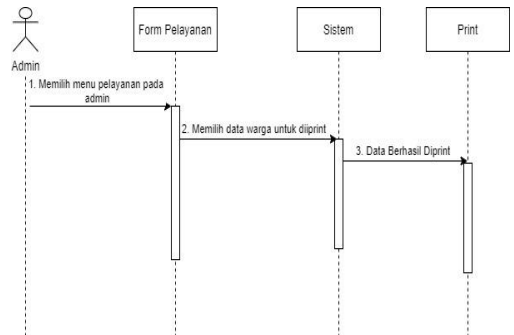 Form Pelayanan
Sistem
Print
Admin
1. Memilih menu pelayanan pada
admin
2. Memilih data warga untuk diiprint
3. Data Berhasil Diprint